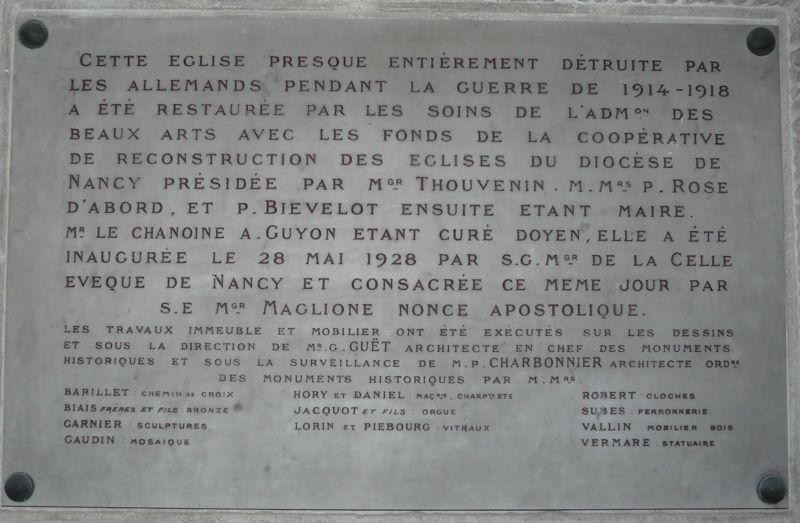 CETTE EGLISE PRESQUE ENTIÈREMENT DÉTRUITE PAR
LES ALLEMANDS PENDANT LA GUERRE DE 1914-1918
A ÉTÉ RESTAURÉE PAR LES SOINS DE L'ADMON DES
BEAUX ARTS AVEC LES FONDS DE LA COOPÉRATIVE
DE RECONSTRUCTION DES EGLISES DU DIOCÈSE DE
NANCY PRÉSIDÉE PAR MGR THOUVENIN. M.MRS P. ROSE
D'ABORD, ET P. BIEVELOT ENSUITE ETANT MAIRE.
MR LE CHANOINE A. GUYON ETANT CURÉ DOYEN, ELLE A ÉTÉ
INAUGURÉE LE 28 MAI 1928 PAR S.G. MGR DE LA CELLE
EVEQUE DE NANCY ET CONSACRÉE CE MEME JOUR PAR
S.E MGR MAGLIONE NONCE APOSTOLIQUE.
LES TRAVAUX IMMEUBLE ET MOBILIER ONT ÉTÉ EXÉCUTÉS SUR LES DESSINS
ET SOUS LA DIRECTION DE MR.G. GUËT ARCHITECTE EN CHEF DES MONUMENTS
HISTORIQUES ET SOUS LA SURVEILLANCE DE M.P. CHARBONNIER ARCHITECTE ORDRE
DES MONUMENTS HISTORIQUES PAR M.MRS:
BARILLET : CHEMIN DE CROIX
BIAIS FRÈRES ET FILS : BRONZE
GARNIER : SCULPTURES
GAUDIN : MOSAIQUE
HORY ET DANIEL : MAÇRIE, CHARPTE ETE
JACQUOT ET FILS : ORGUE
LORIN ET PIEBOURG : VITRAUX
ROBERT : CLOCHES
SUBES : FERRONNERIE
VALLIN MOBILIER BOIS
VERMARE : STATUAIRE